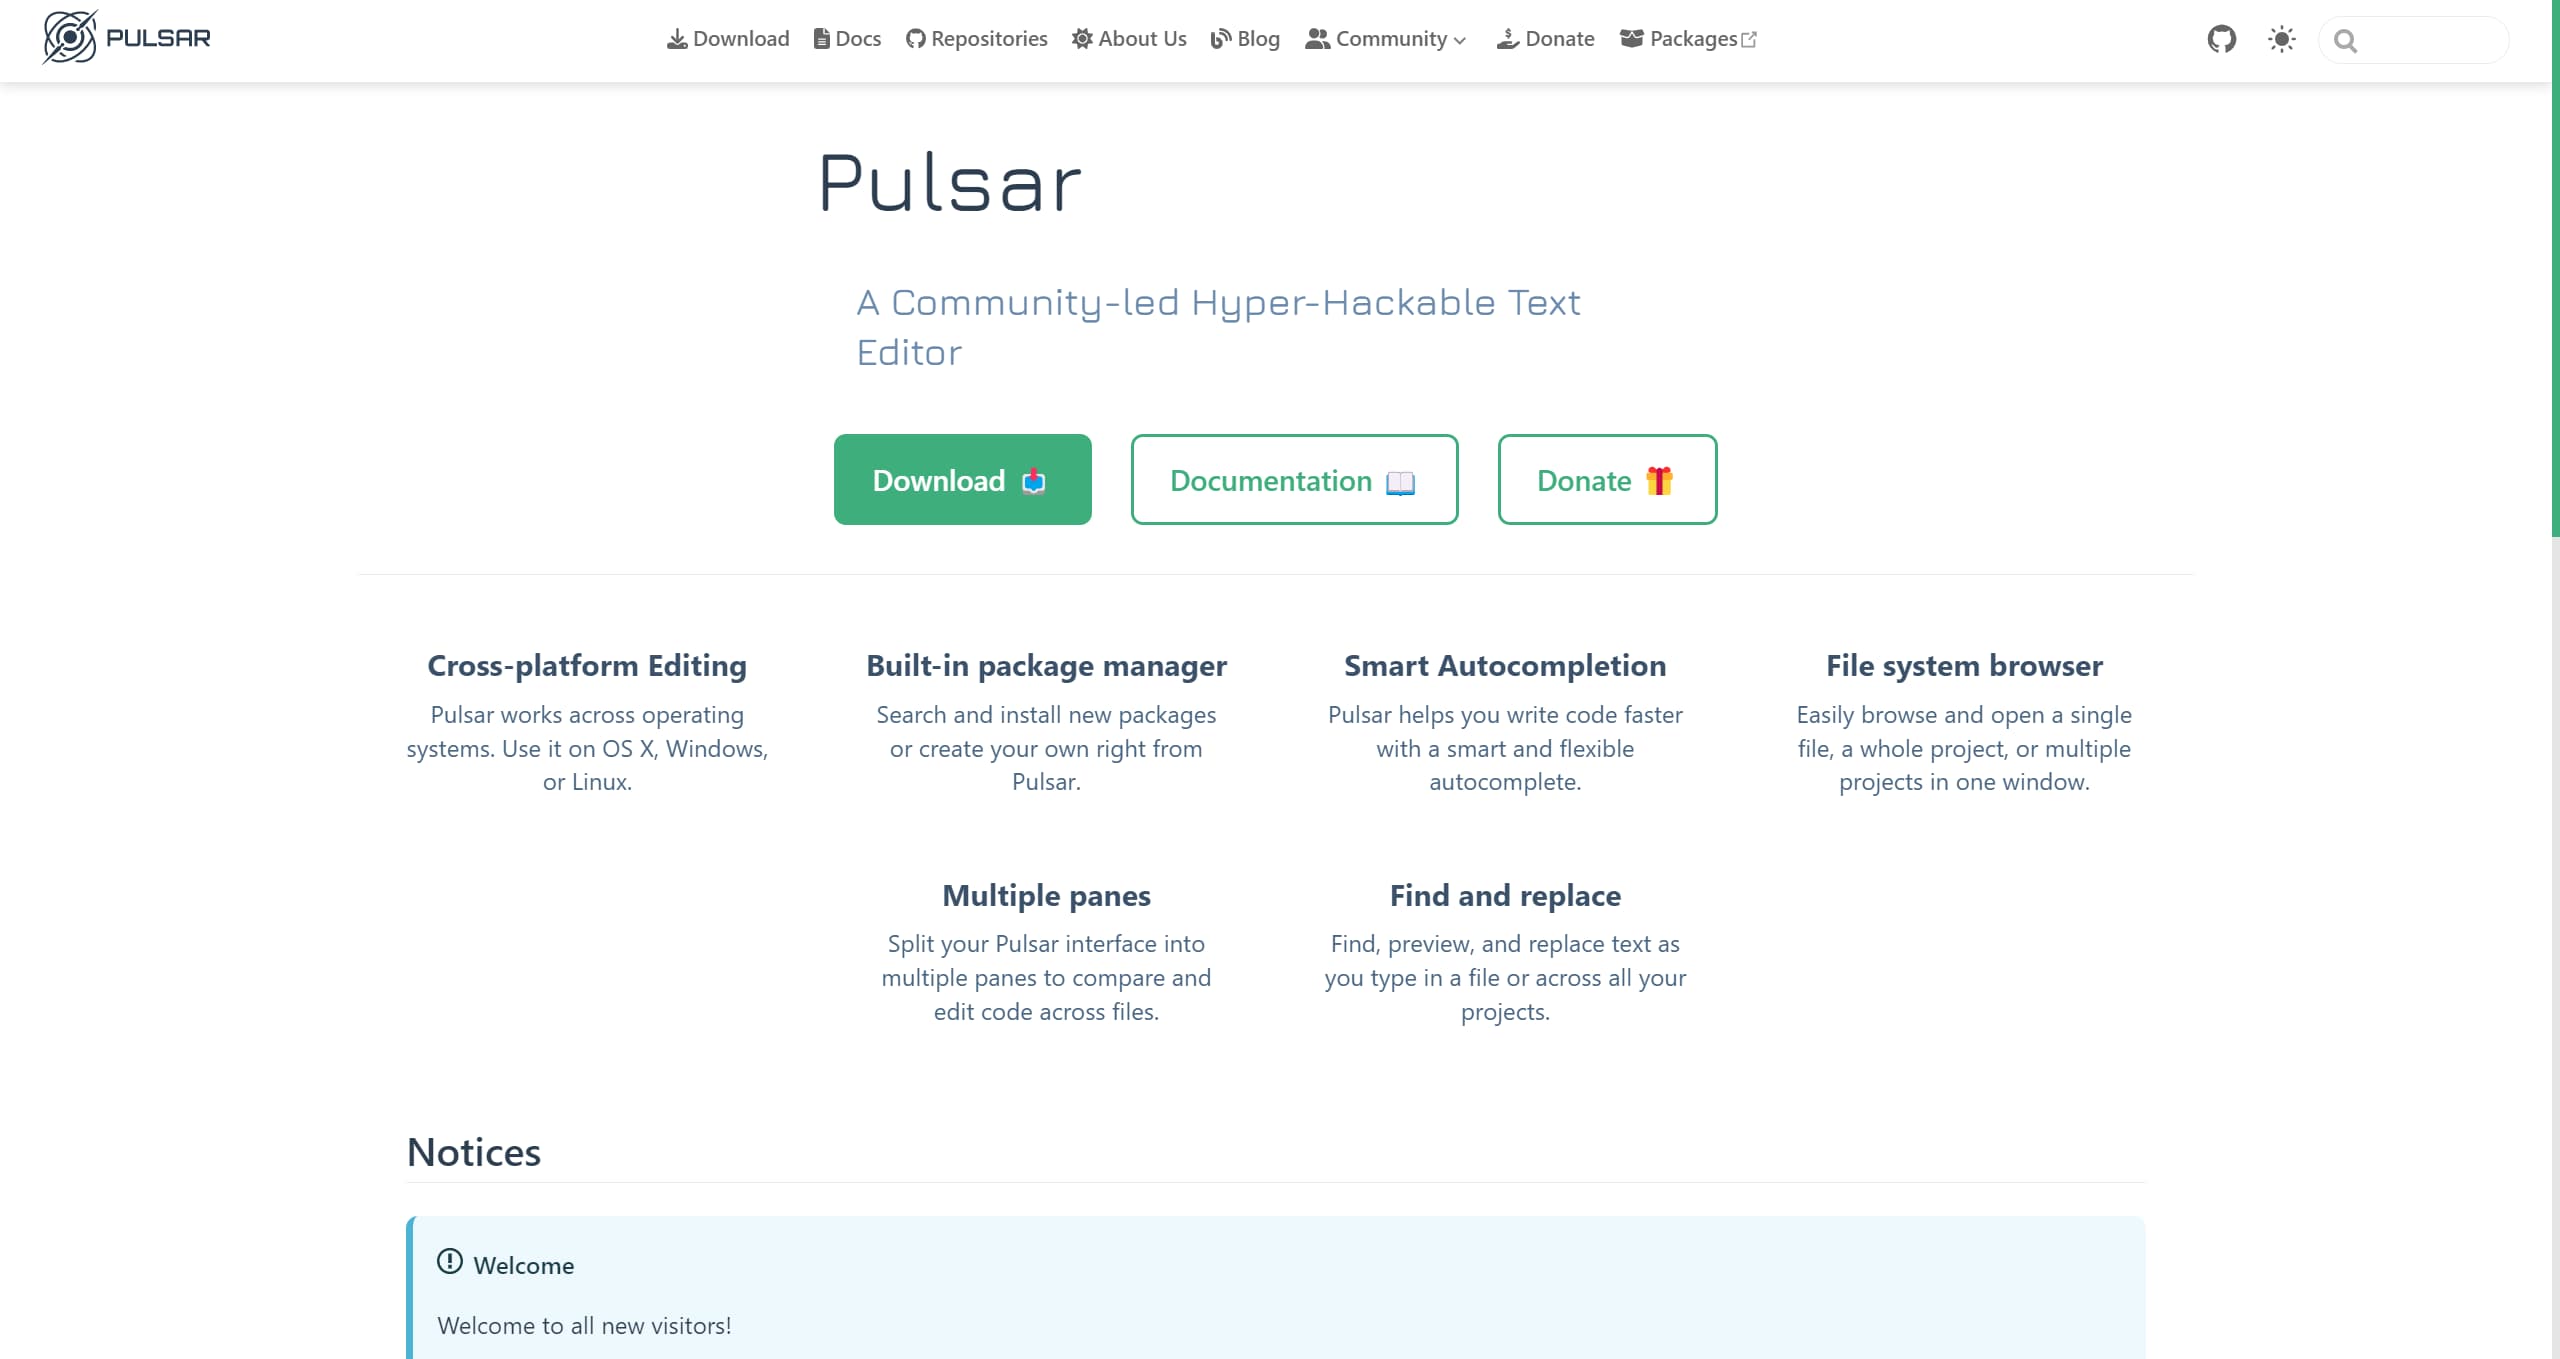 PULSAR
Download Docs Repositories About Us Blog Community Donate Packages
Pulsar
A Community-led Hyper-Hackable Text
Editor
Download Documentation Donate
Cross-platform Editing
Pulsar works across operating
systems. Use it on OS X, Windows,
or Linux.
Built-in package manager
Search and install new packages
or create your own right from
Pulsar.
Smart Autocompletion
Pulsar helps you write code faster
with a smart and flexible
autocomplete.
File system browser
Easily browse and open a single
file, a whole project, or multiple
projects in one window.
Multiple panes
Split your Pulsar interface into
multiple panes to compare and
edit code across files.
Find and replace
Find, preview, and replace text as
you type in a file or across all your
projects.
Notices
Welcome
Welcome to all new visitors!